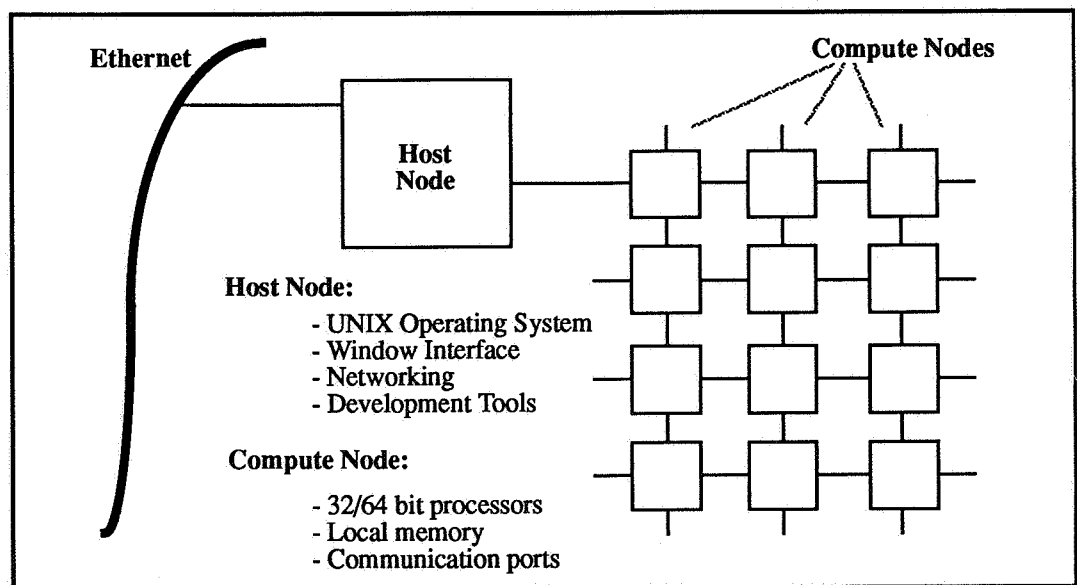 Ethernet
Compute Nodes
Host
Node
Host Node:
- UNIX Operating System
- Window Interface
- Networking
- Development Tools
Compute Node:
- 32/64 bit processors
- Local memory
- Communication ports